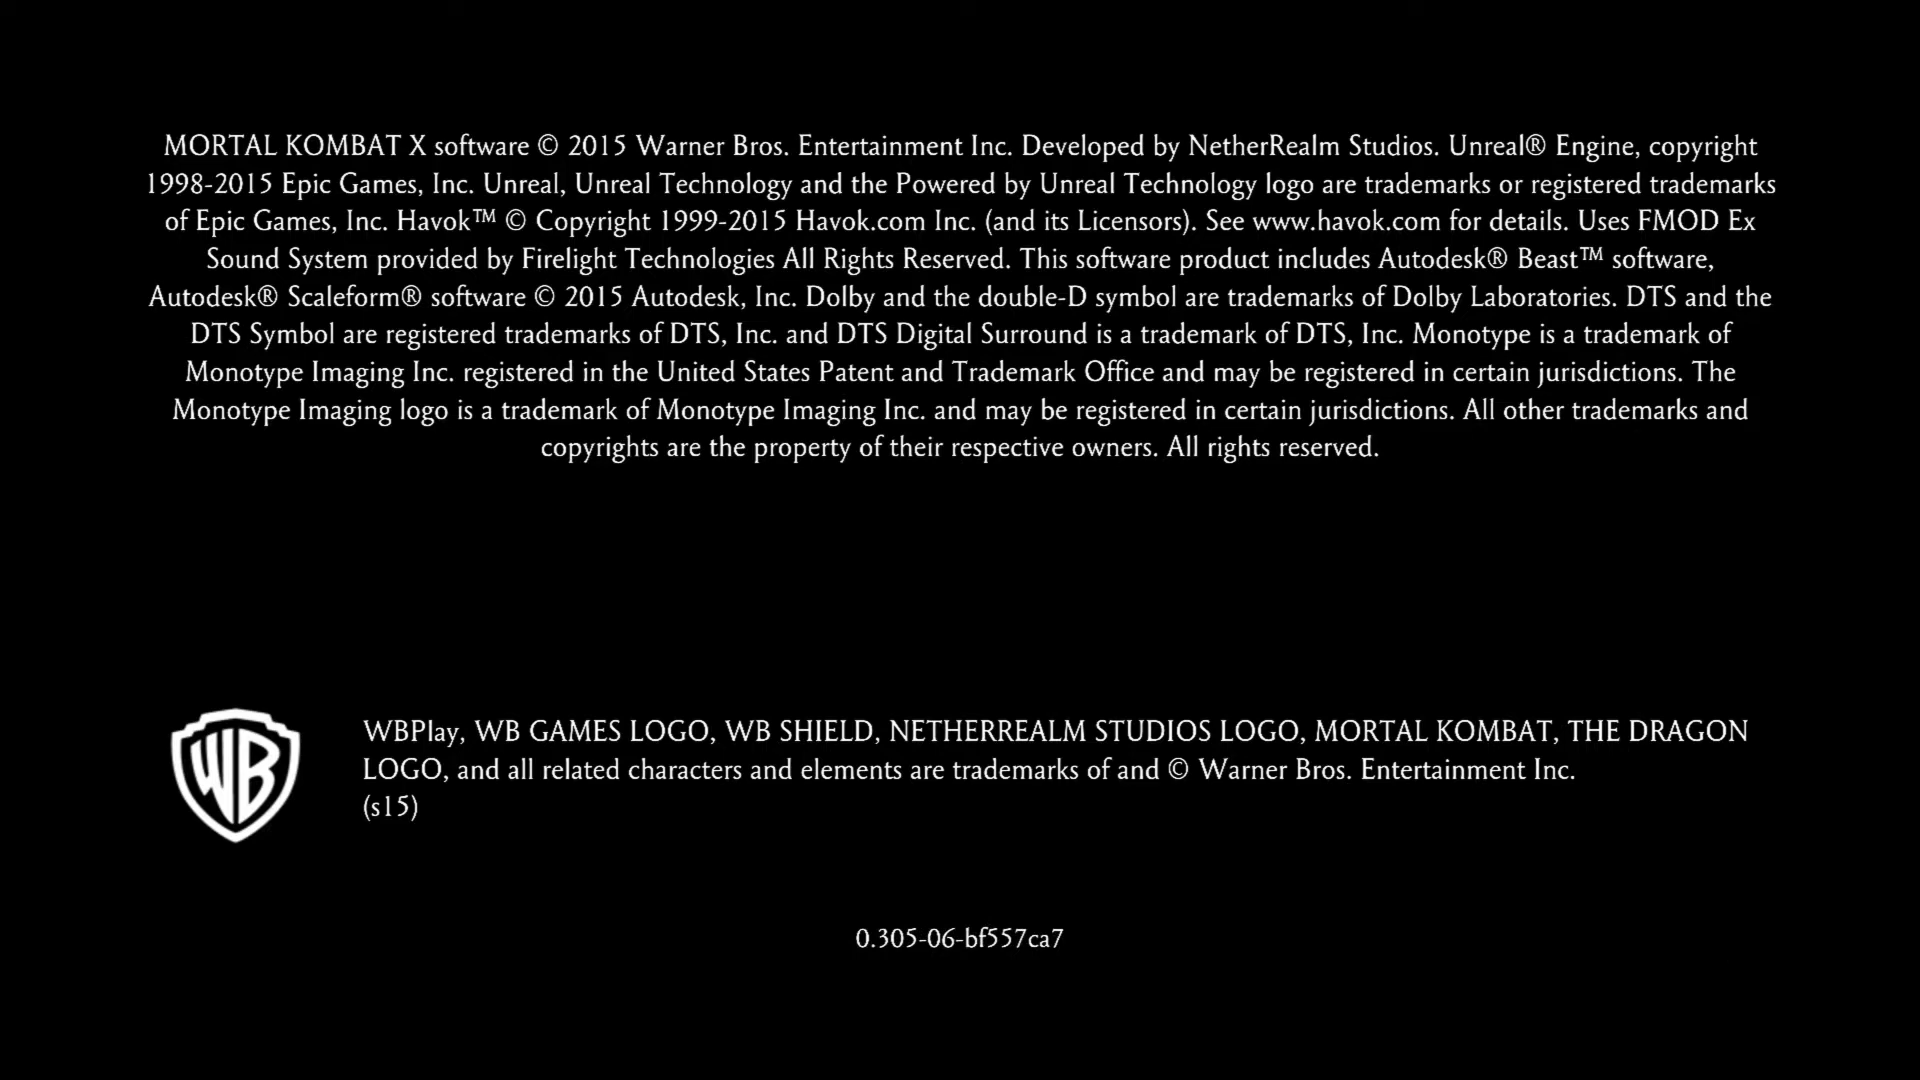 MORTAL KOMBAT X software © 2015 Warner Bros. Entertainment Inc. Developed by NetherRealm Studios. Unreal® Engine, copyright
1998-2015 Epic Games, Inc. Unreal, Unreal Technology and the Powered by Unreal Technology logo are trademarks or registered trademarks
of Epic Games, Inc. Havok™ © Copyright 1999-2015 Havok.com Inc. (and its Licensors). See www.havok.com for details. Uses FMOD Ex
Sound System provided by Firelight Technologies All Rights Reserved. This software product includes Autodesk® Beast™ software,
Autodesk® Scaleform® software © 2015 Autodesk, Inc. Dolby and the double-D symbol are trademarks of Dolby Laboratories. DTS and the
DTS Symbol are registered trademarks of DTS, Inc. and DTS Digital Surround is a trademark of DTS, Inc. Monotype is a trademark of
Monotype Imaging Inc. registered in the United States Patent and Trademark Office and may be registered in certain jurisdictions. The
Monotype Imaging logo is a trademark of Monotype Imaging Inc. and may be registered in certain jurisdictions. All other trademarks and
copyrights are the property of their respective owners. All rights reserved.
WB
WBPlay, WB GAMES LOGO, WB SHIELD, NETHERREALM STUDIOS LOGO, MORTAL KOMBAT, THE DRAGON
LOGO, and all related characters and elements are trademarks of and © Warner Bros. Entertainment Inc.
(s15)
0.305-06-bf557ca7